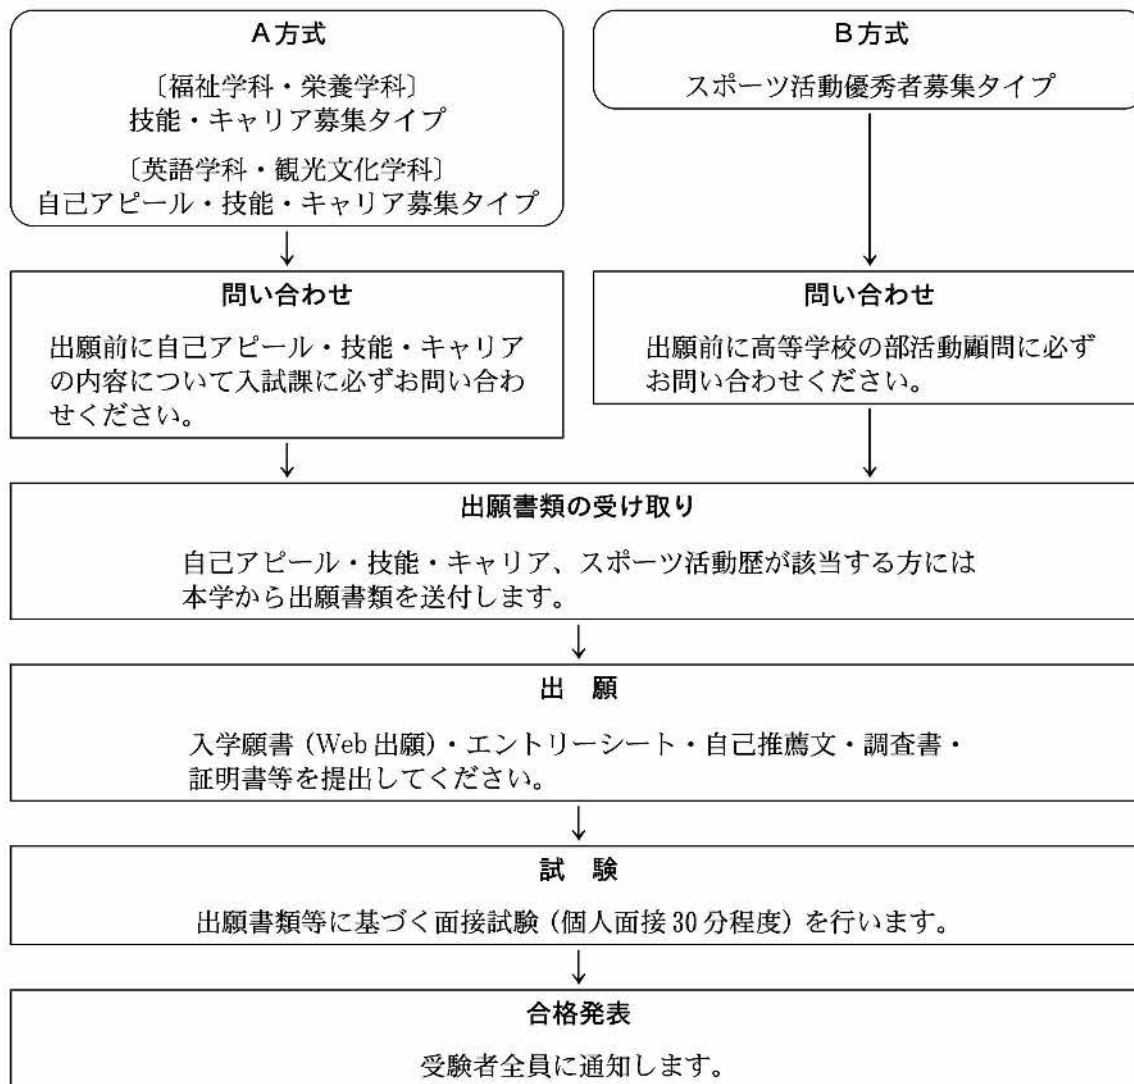 A方式
〔福祉学科・栄養学科〕
技能・キャリア募集タイプ
〔英語学科・観光文化学科〕
自己アピール・技能・キャリア募集タイプ
B方式
スポーツ活動優秀者募集タイプ
問い合わせ
出願前に自己アピール・技能・キャリア
の内容について入試課に必ずお問い合わ
せください。
問い合わせ
出願前に高等学校の部活動顧問に必ず
お問い合わせください。
出願書類の受け取り
自己アピール・技能・キャリア、スポーツ活動歴が該当する方には
本学から出願書類を送付します。
出　願
入学願書（Web 出願）・エントリーシート・自己推薦文・調査書・
証明書等を提出してください。
試　験
出願書類等に基づく面接試験（個人面接 30 分程度）を行います。
合格発表
受験者全員に通知します。